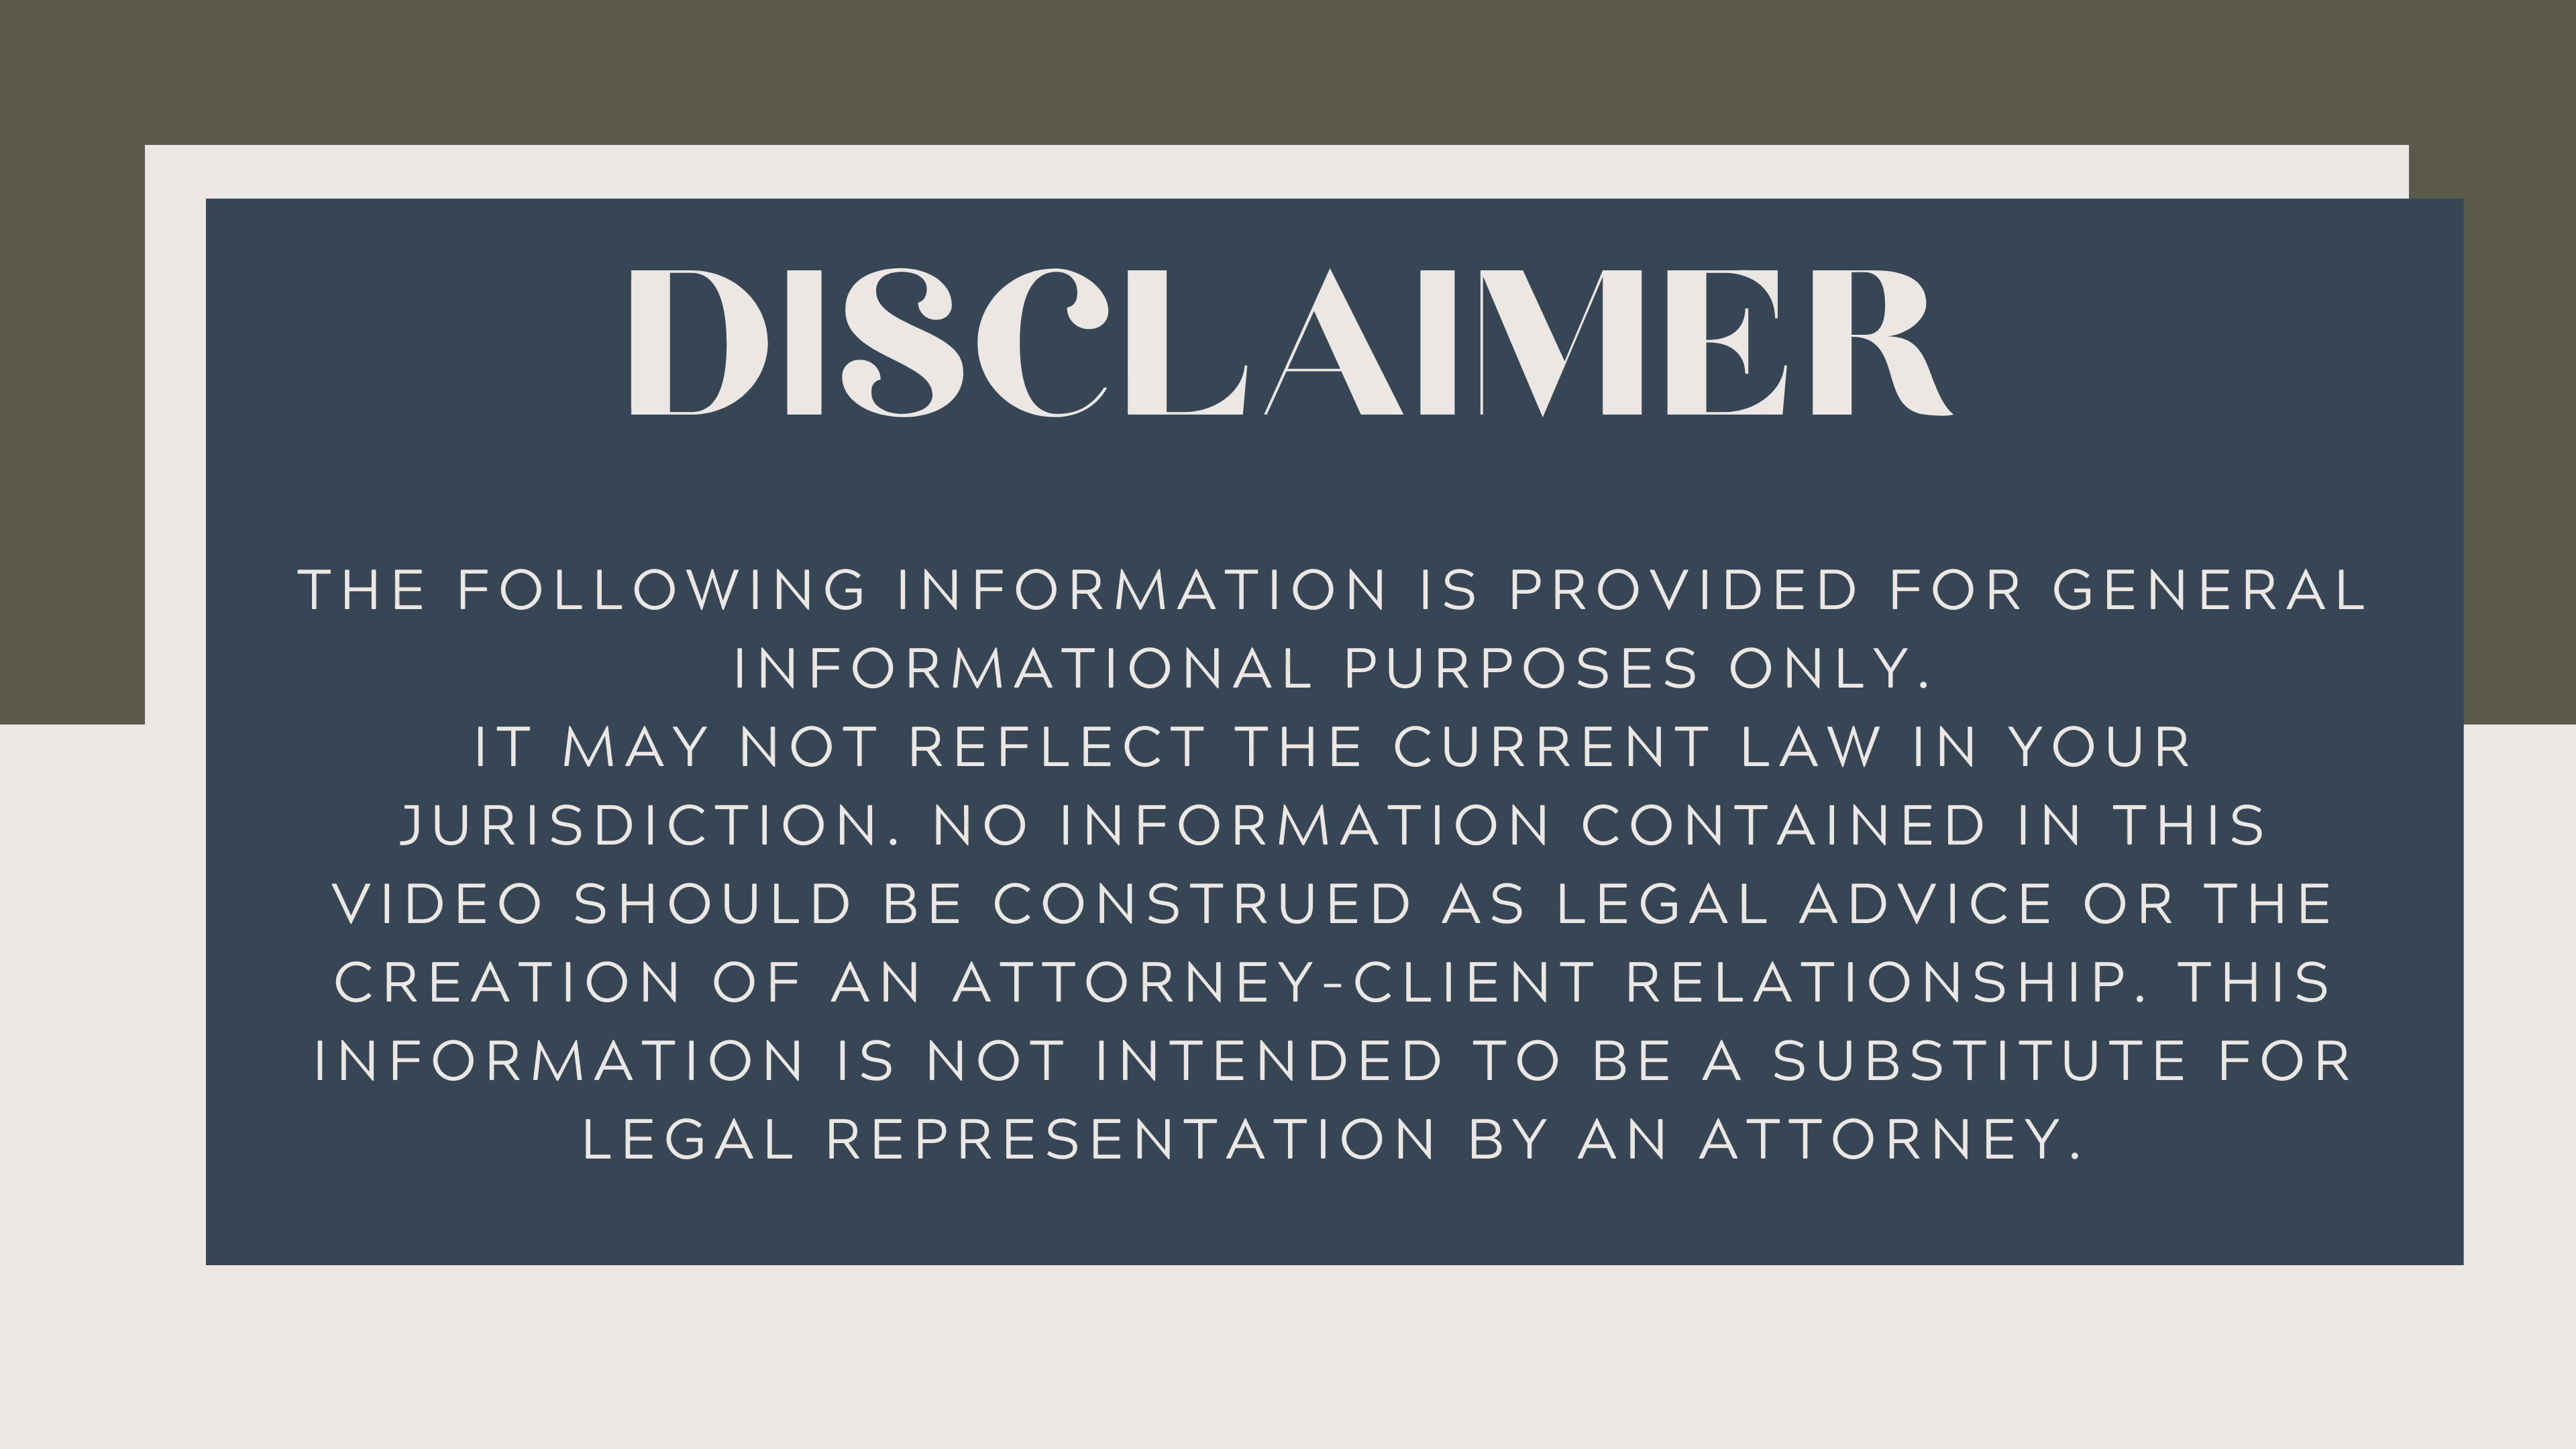 DISCLAIMER
THE FOLLOWING INFORMATION IS PROVIDED FOR GENERAL
INFORMATIONAL PURPOSES ONLY.
IT MAY NOT REFLECT THE CURRENT LAW IN YOUR
JURISDICTION. NO INFORMATION CONTAINED IN THIS
VIDEO SHOULD BE CONSTRUED AS LEGAL ADVICE OR THE
CREATION OF AN ATTORNEY-CLIENT RELATIONSHIP. THIS
INFORMATION IS NOT INTENDED TO BE A SUBSTITUTE FOR
LEGAL REPRESENTATION BY AN ATTORNEY.